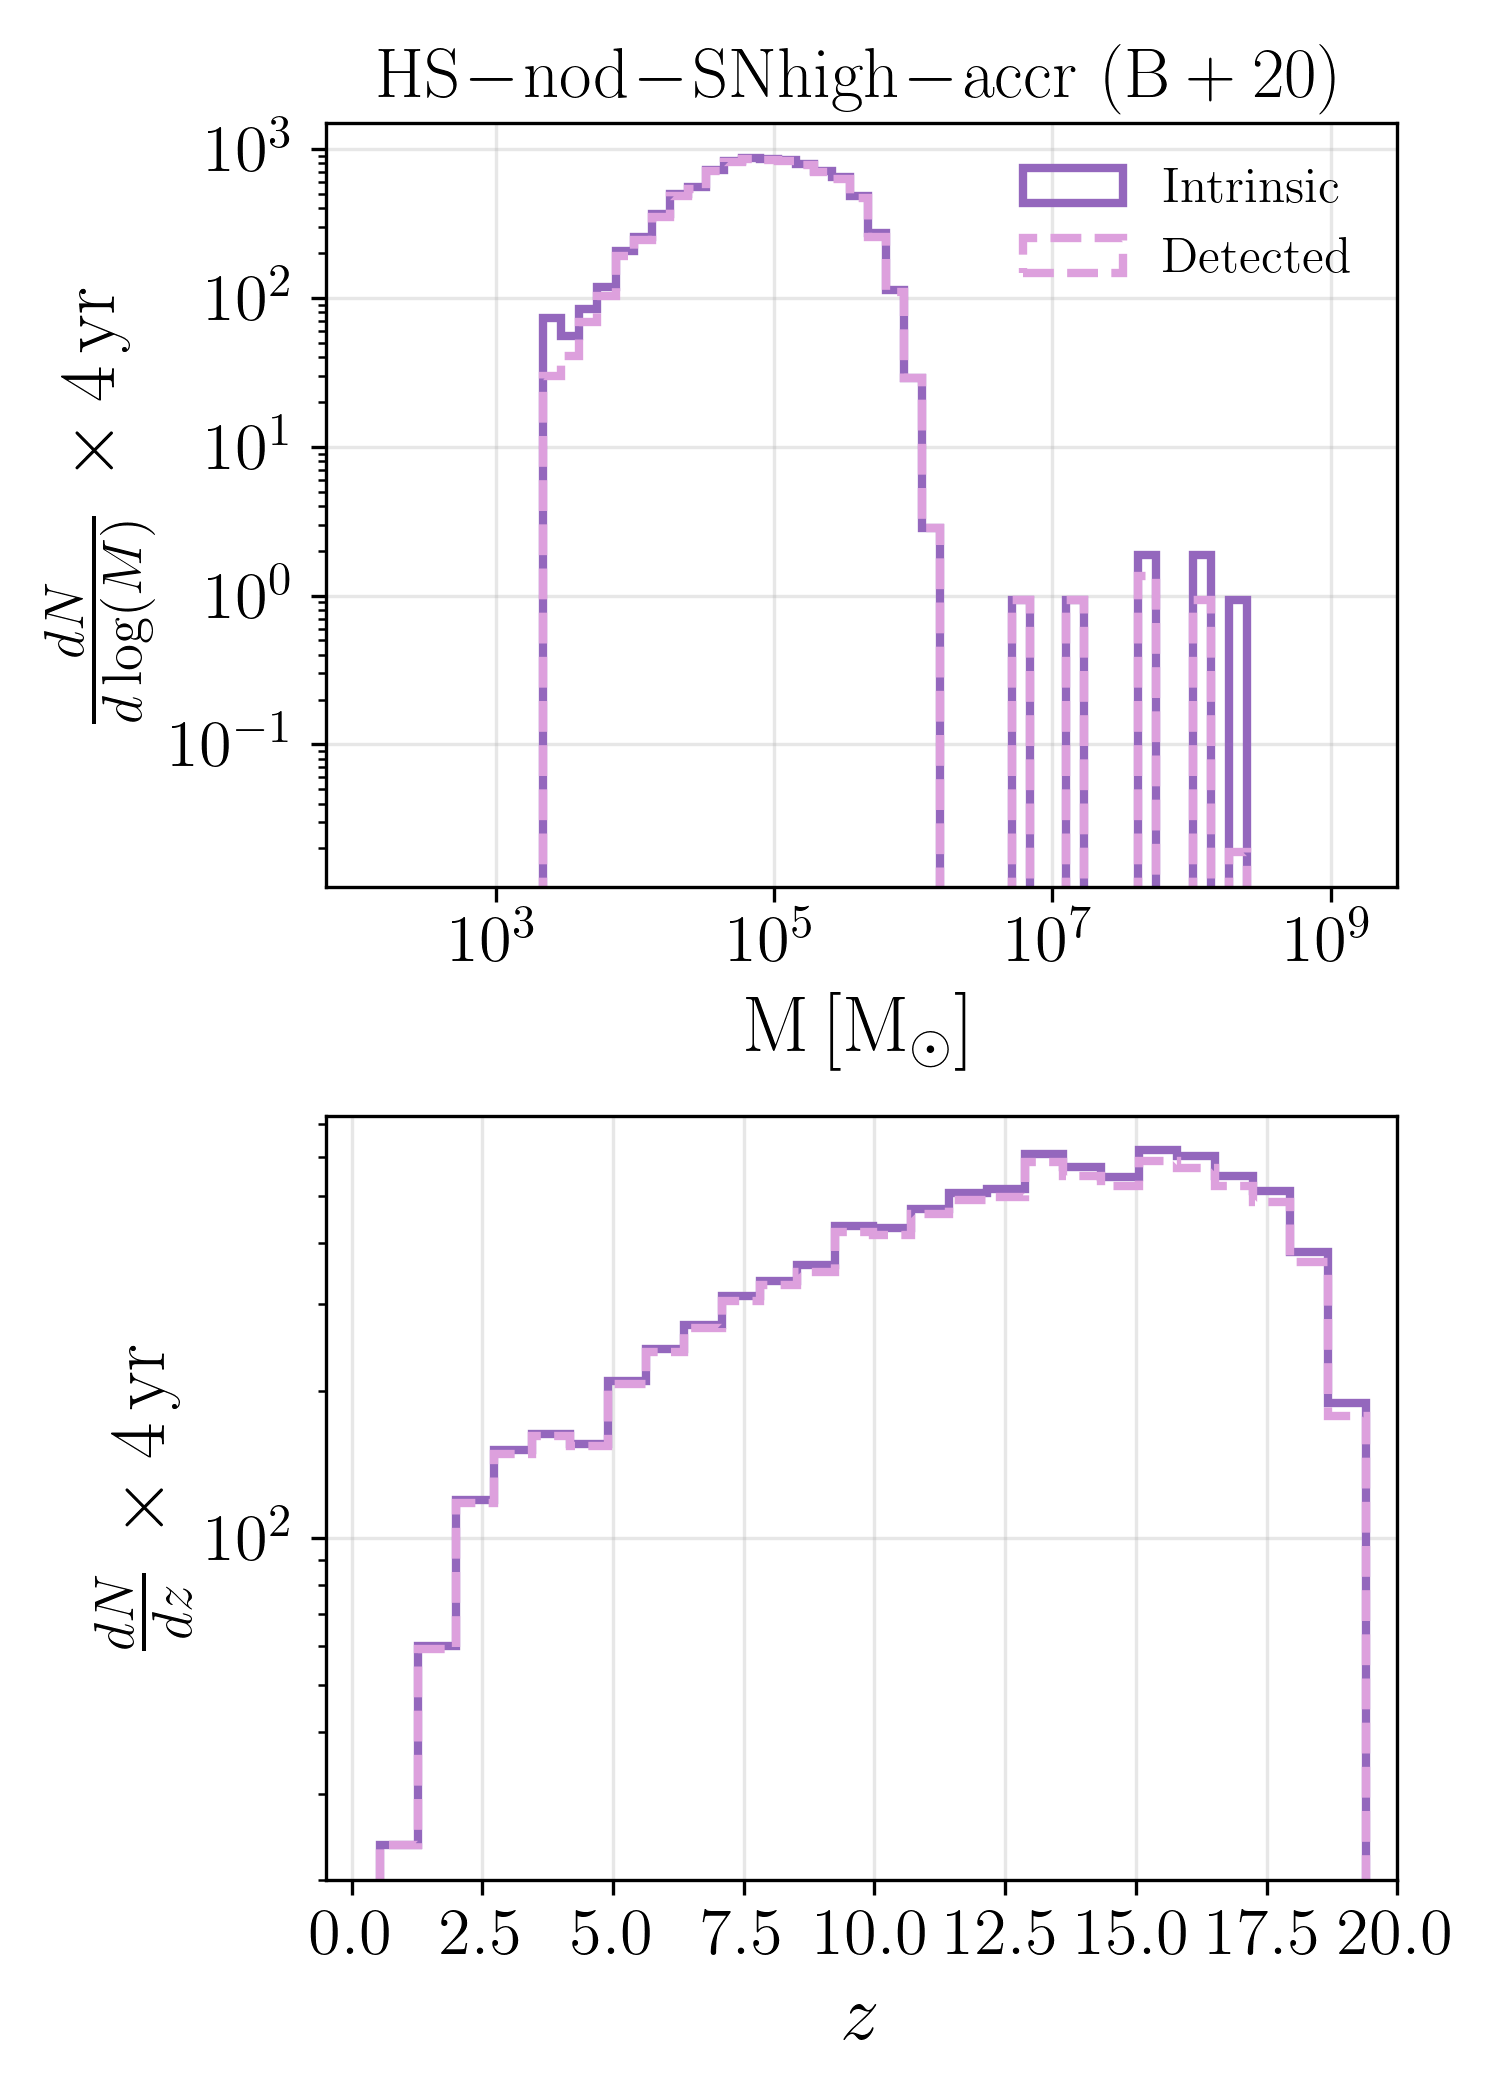 HS−nod−SNhigh−accr (B + 20)
10³
10²
10¹
10⁰
10⁻¹
dN/d log(M) × 4 yr
Intrinsic
Detected
10³ 10⁵ 10⁷ 10⁹
M [M⊙]
10²
dN/dz × 4 yr
0.0 2.5 5.0 7.5 10.0 12.5 15.0 17.5 20.0
z